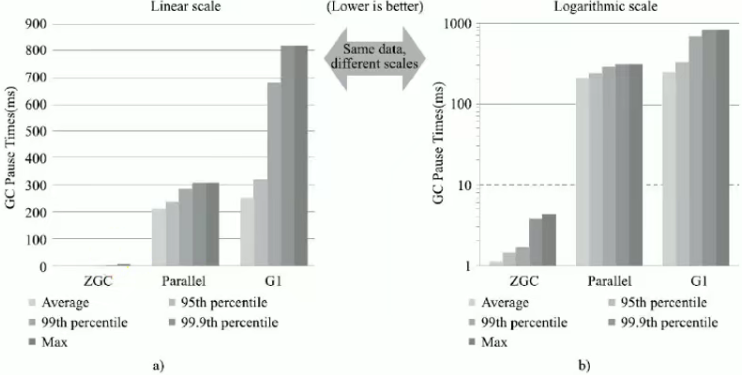 Linear scale
(Lower is better)
Logarithmic scale
900
800
700
600
500
400
300
200
100
0
GC Pause Times(ms)
ZGC
Parallel
G1
Average
95th percentile
99th percentile
99.9th percentile
Max
a)
Same data,
different scales
1000
100
10
1
GC Pause Times(ms)
ZGC
Parallel
G1
Average
95th percentile
99th percentile
99.9th percentile
Max
b)